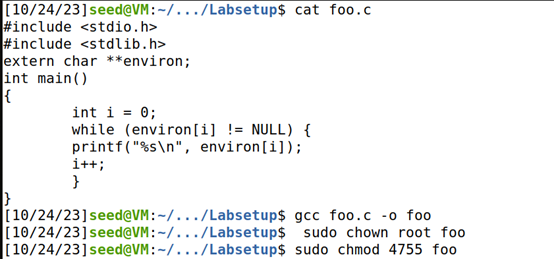 [10/24/23]seed@VM:~/.../Labsetup$ cat foo.c
#include <stdio.h>
#include <stdlib.h>
extern char **environ;
int main()
{
        int i = 0;
        while (environ[i] != NULL) {
        printf("%s\n", environ[i]);
        i++;
        }
}
[10/24/23]seed@VM:~/.../Labsetup$ gcc foo.c -o foo
[10/24/23]seed@VM:~/.../Labsetup$  sudo chown root foo
[10/24/23]seed@VM:~/.../Labsetup$ sudo chmod 4755 foo